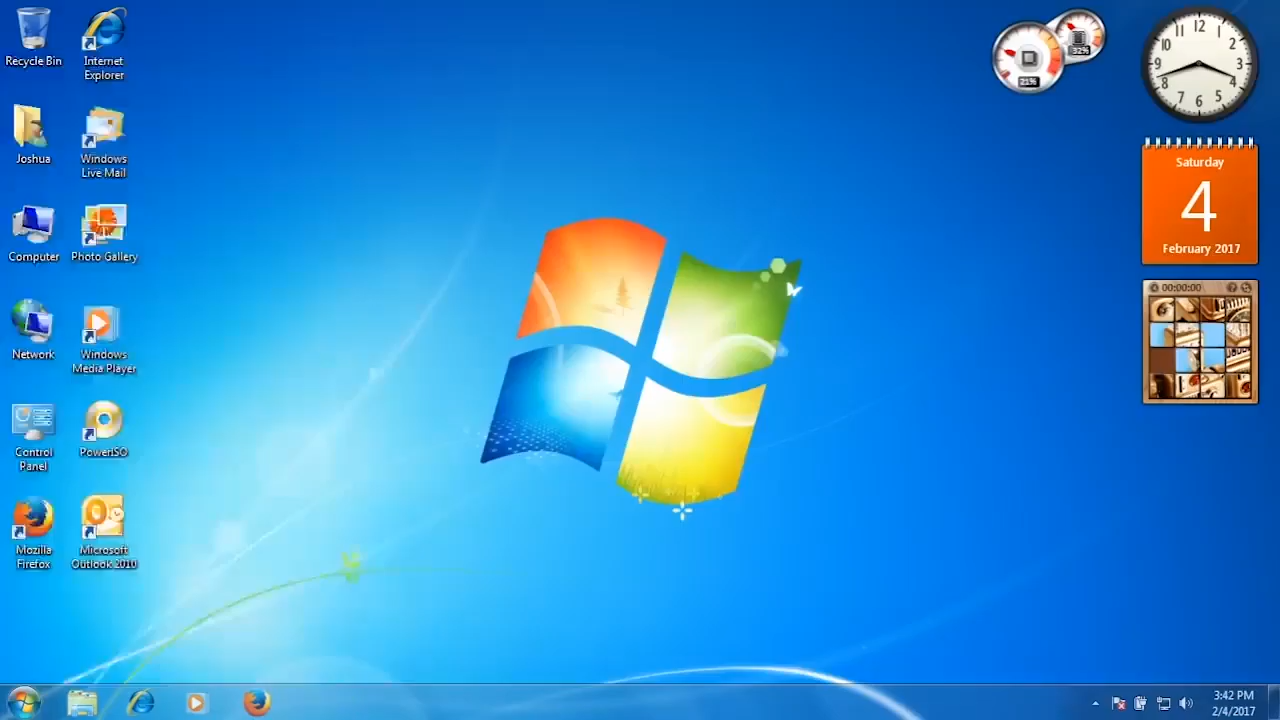 Recycle Bin
Internet
Explorer
Joshua
Windows
Live Mail
Computer
Photo Gallery
Network
Windows
Media Player
Control
Panel
PowerISO
Mozilla
Firefox
Microsoft
Outlook 2010
21%
32%
12
1
2
3
4
5
6
7
8
9
10
11
Saturday
4
February 2017
00:00:00
3:42 PM
2/4/2017